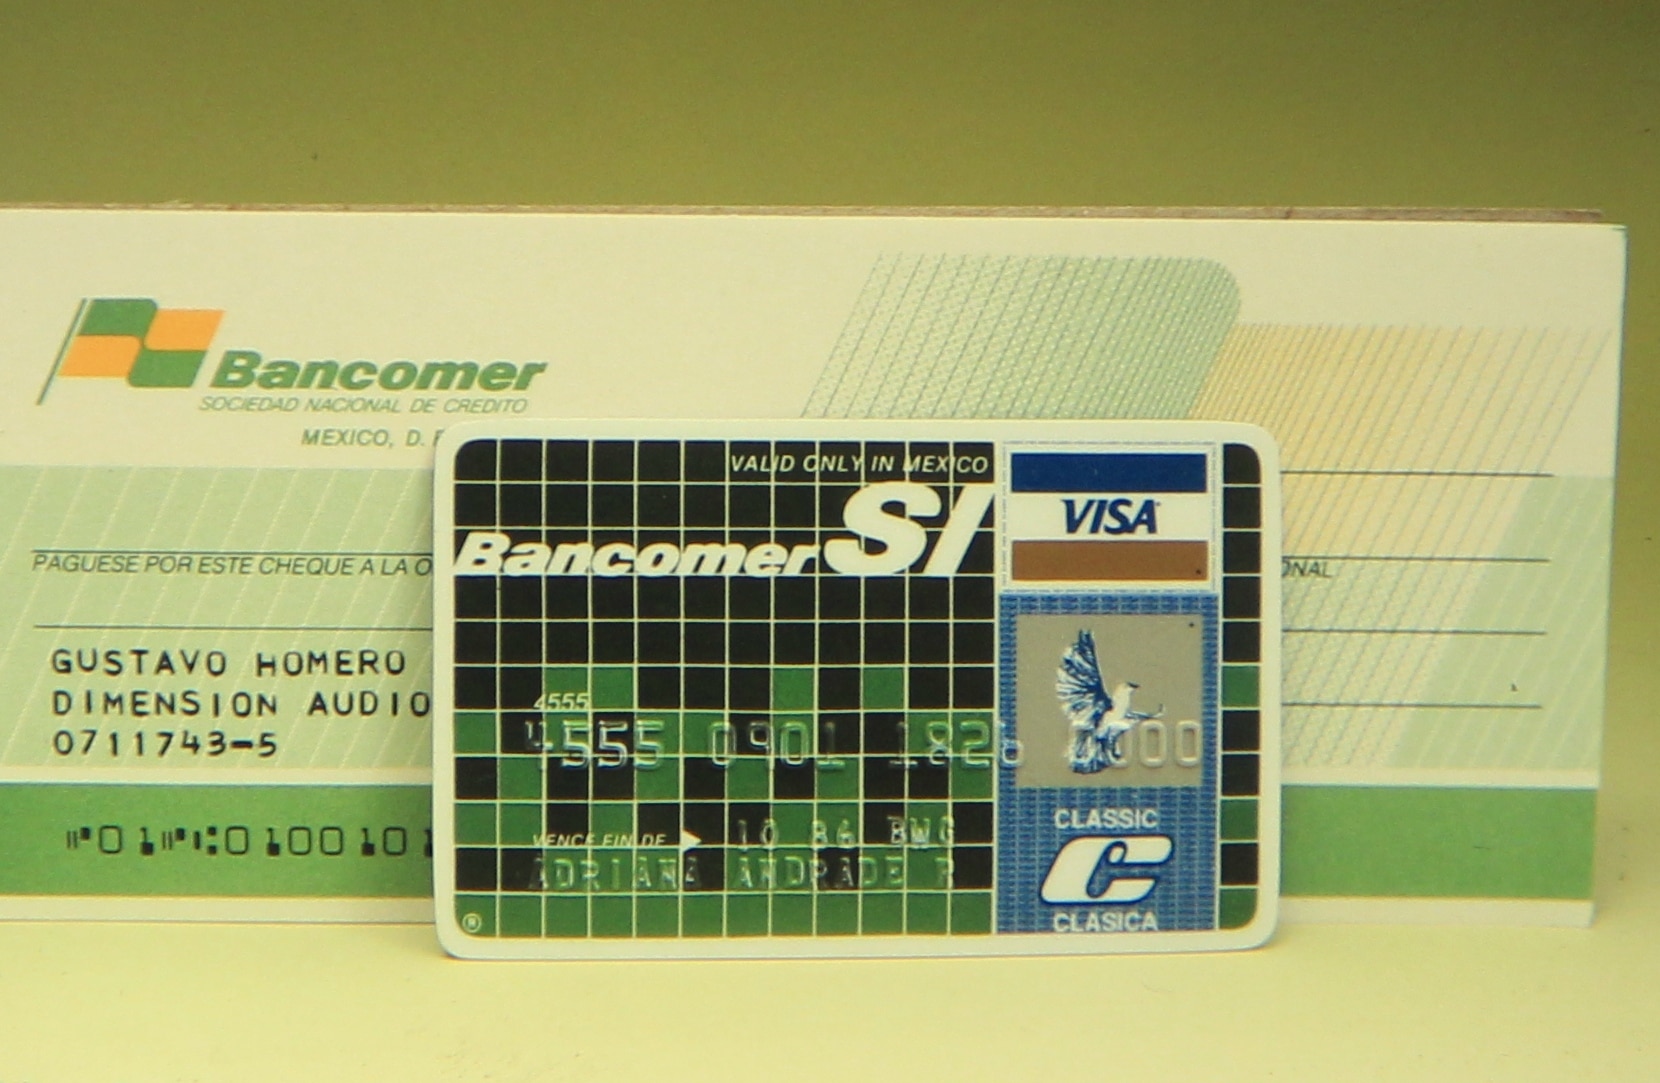 Bancomer
SOCIEDAD NACIONAL DE CREDITO
MEXICO, D. F
PAGUESE POR ESTE CHEQUE A LA O
ONAL
GUSTAVO HOMERO
DIMENSION AUDIO
0711743-5
VALID ONLY IN MEXICO
Bancomer SI
VISA
4555
4555 0901 1826 0000
VENCE FIN DE 10 86 BWG
ADRIANA ANDRADE R
CLASSIC
C
CLASICA
®